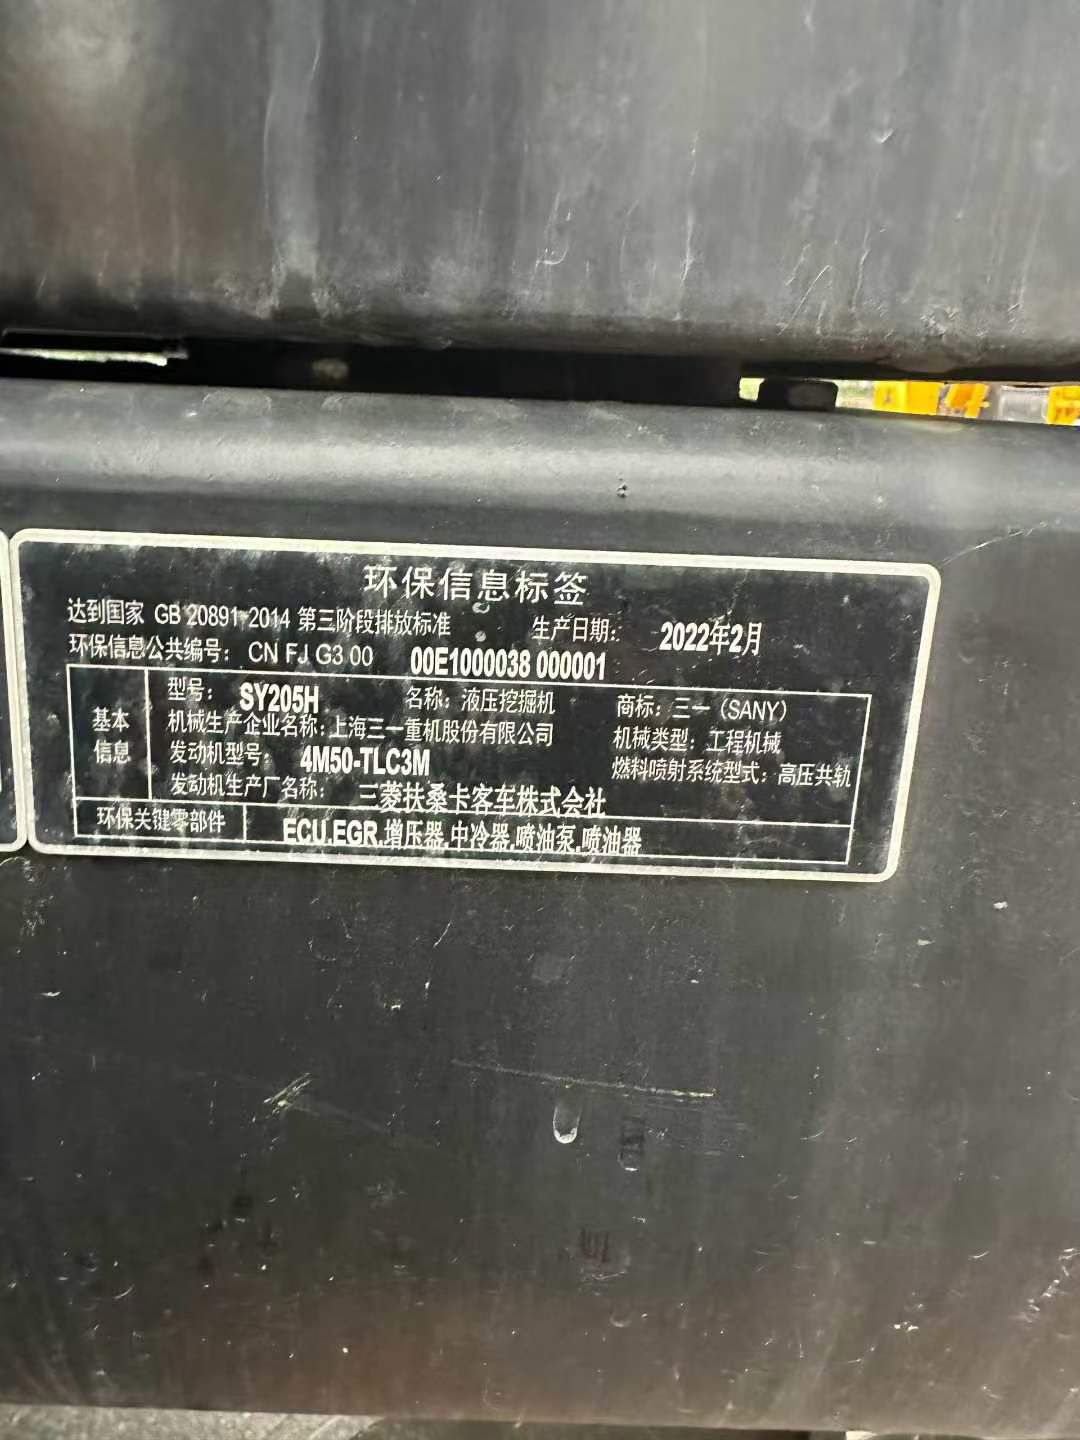 环保信息标签
达到国家 GB 20891-2014 第三阶段排放标准 生产日期: 2022年2月
环保信息公共编号: CN FJ G3 00 00E1000038 000001
基本信息
型号: SY205H 名称: 液压挖掘机 商标: 三一 (SANY)
机械生产企业名称: 上海三一重机股份有限公司 机械类型: 工程机械
发动机型号: 4M50-TLC3M 燃料喷射系统型式: 高压共轨
发动机生产厂名称: 三菱扶桑卡客车株式会社
环保关键零部件 ECU.EGR.增压器.中冷器.喷油泵.喷油器